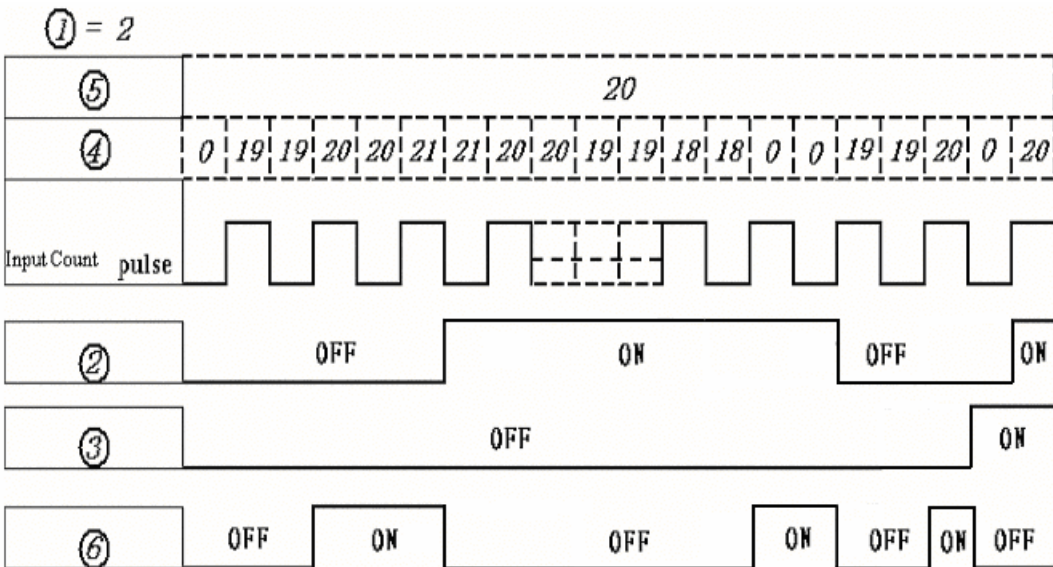 ① = 2
⑤ 20
④ 0 19 19 20 20 21 21 20 20 19 19 18 18 0 0 19 19 20 0 20
Input Count pulse
② OFF ON OFF ON
③ OFF ON
⑥ OFF ON OFF ON OFF ON OFF